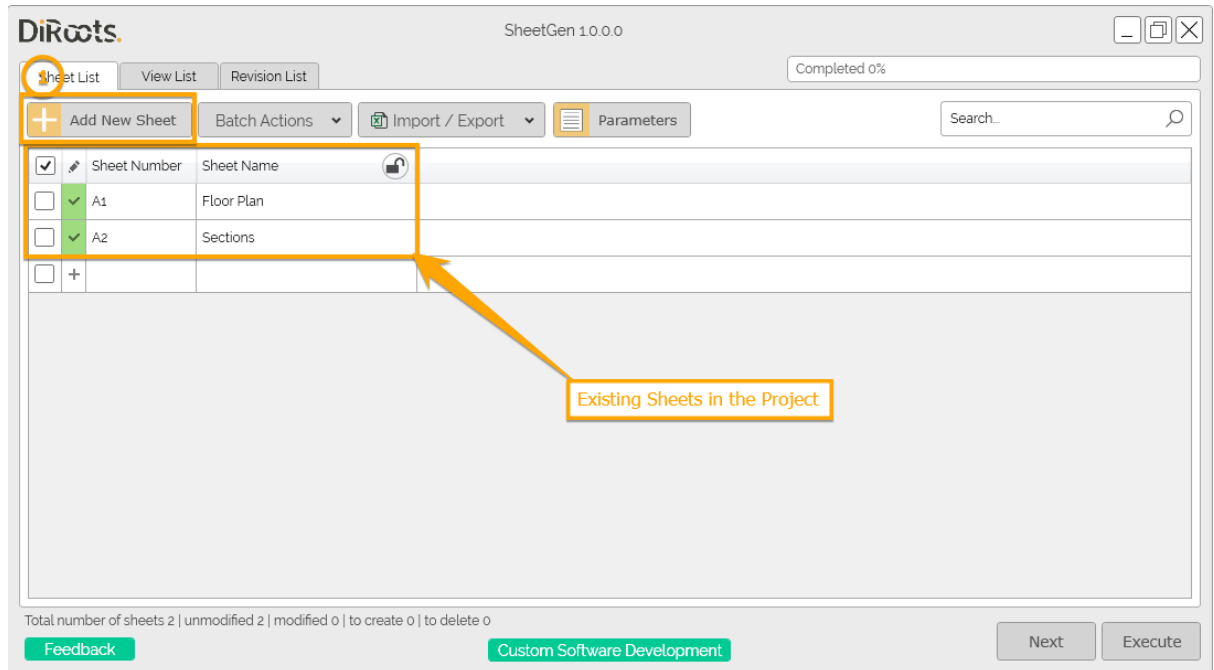 DiRoots.
SheetGen 1.0.0.0
Sheet List
View List
Revision List
Completed 0%
1
Add New Sheet
Batch Actions
Import / Export
Parameters
Search...
Sheet Number
Sheet Name
A1
Floor Plan
A2
Sections
Existing Sheets in the Project
Total number of sheets 2 | unmodified 2 | modified 0 | to create 0 | to delete 0
Feedback
Custom Software Development
Next
Execute